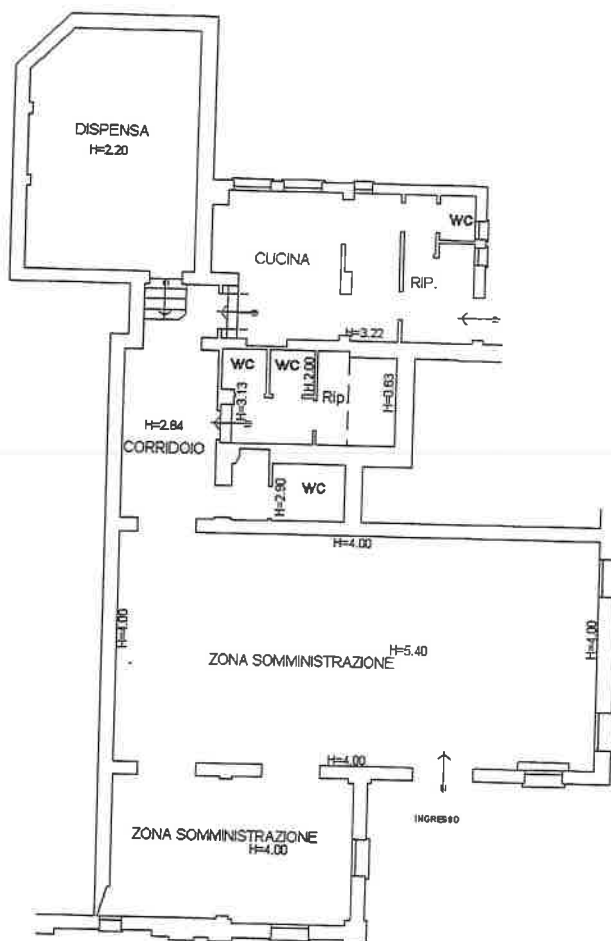 DISPENSA
H=2.20
WC
CUCINA
RIP.
H=3.22
WC
WC
H=2.00
H=3.13
Rip.
H=0.63
H=2.84
CORRIDOIO
WC
H=2.90
H=4.00
H=4.00
ZONA SOMMINISTRAZIONE
H=5.40
H=4.00
H=4.00
INGRESSO
ZONA SOMMINISTRAZIONE
H=4.00